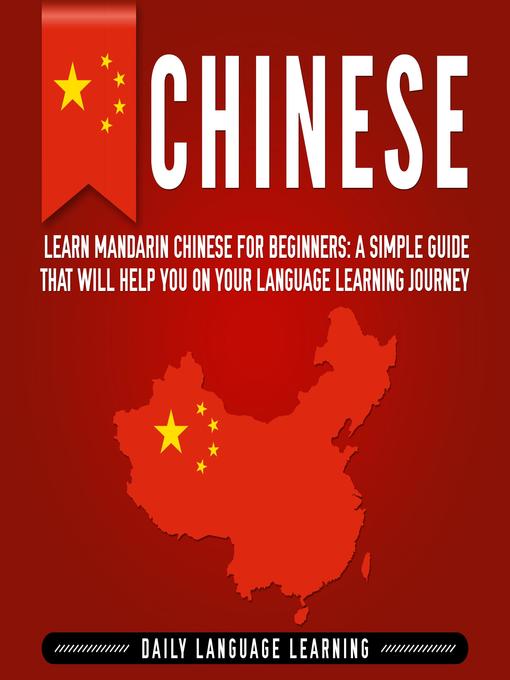 CHINESE
LEARN MANDARIN CHINESE FOR BEGINNERS: A SIMPLE GUIDE
THAT WILL HELP YOU ON YOUR LANGUAGE LEARNING JOURNEY
DAILY LANGUAGE LEARNING